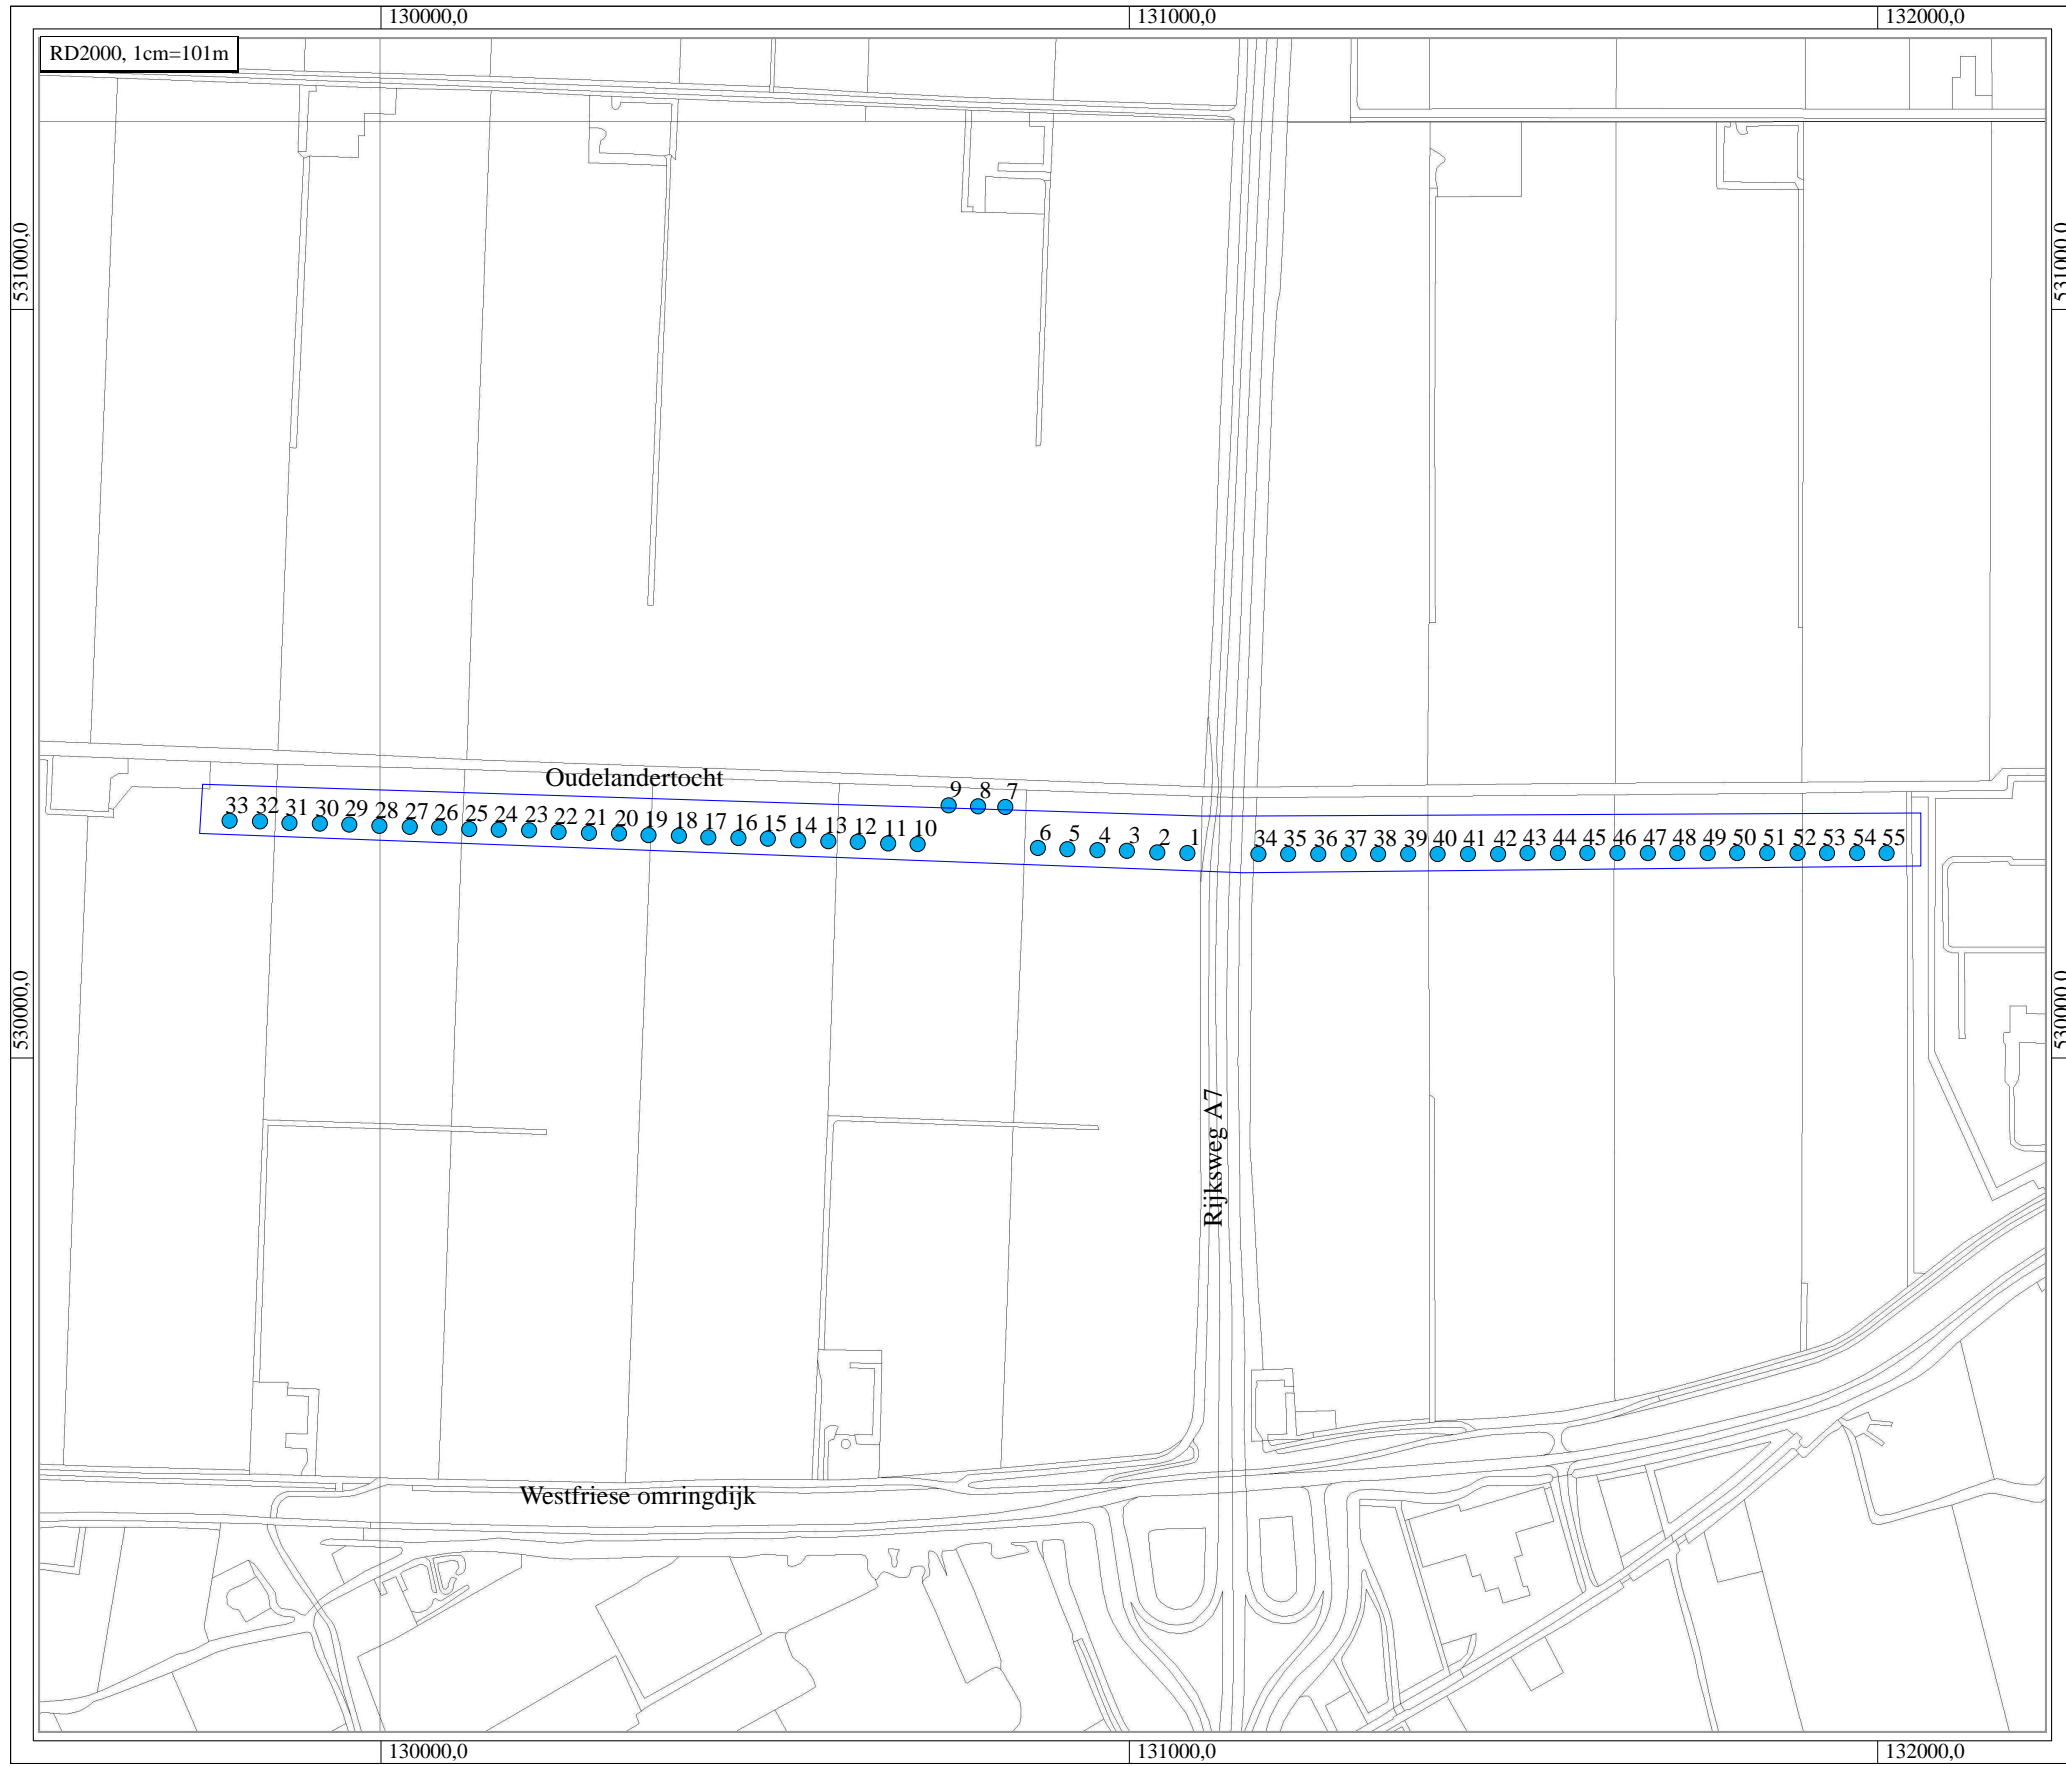 130000,0 131000,0 132000,0
RD2000, 1cm=101m
531000,0 531000,0
Oudelandertocht
9 8 7
33 32 31 30 29 28 27 26 25 24 23 22 21 20 19 18 17 16 15 14 13 12 11 10 6 5 4 3 2 1 34 35 36 37 38 39 40 41 42 43 44 45 46 47 48 49 50 51 52 53 54 55
530000,0 530000,0
Rijksweg A7
Westfriese omringdijk
130000,0 131000,0 132000,0